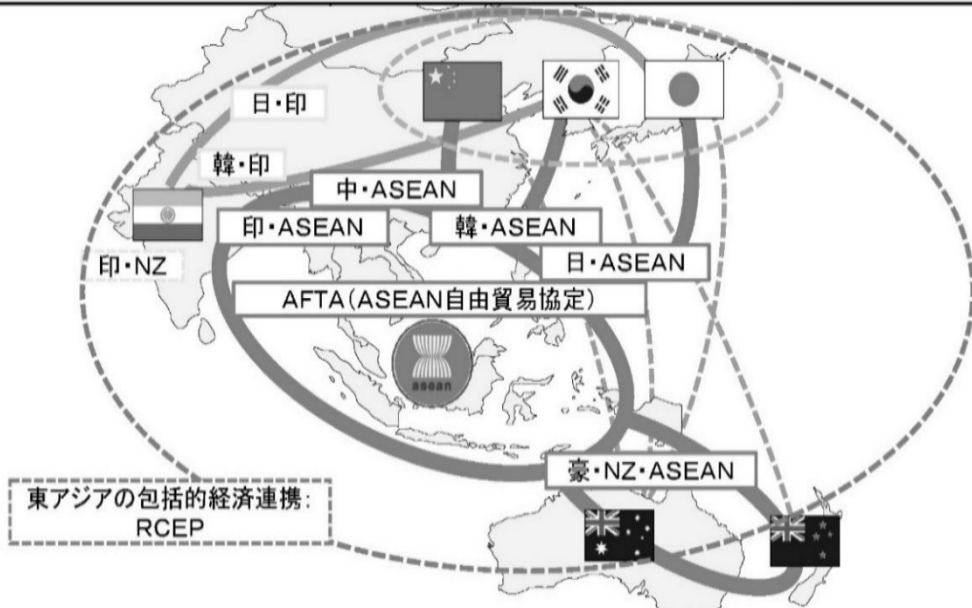 日・印
韓・印
中・ASEAN
印・ASEAN
韓・ASEAN
印・NZ
日・ASEAN
AFTA(ASEAN自由貿易協定)
asean
豪・NZ・ASEAN
東アジアの包括的経済連携:
RCEP